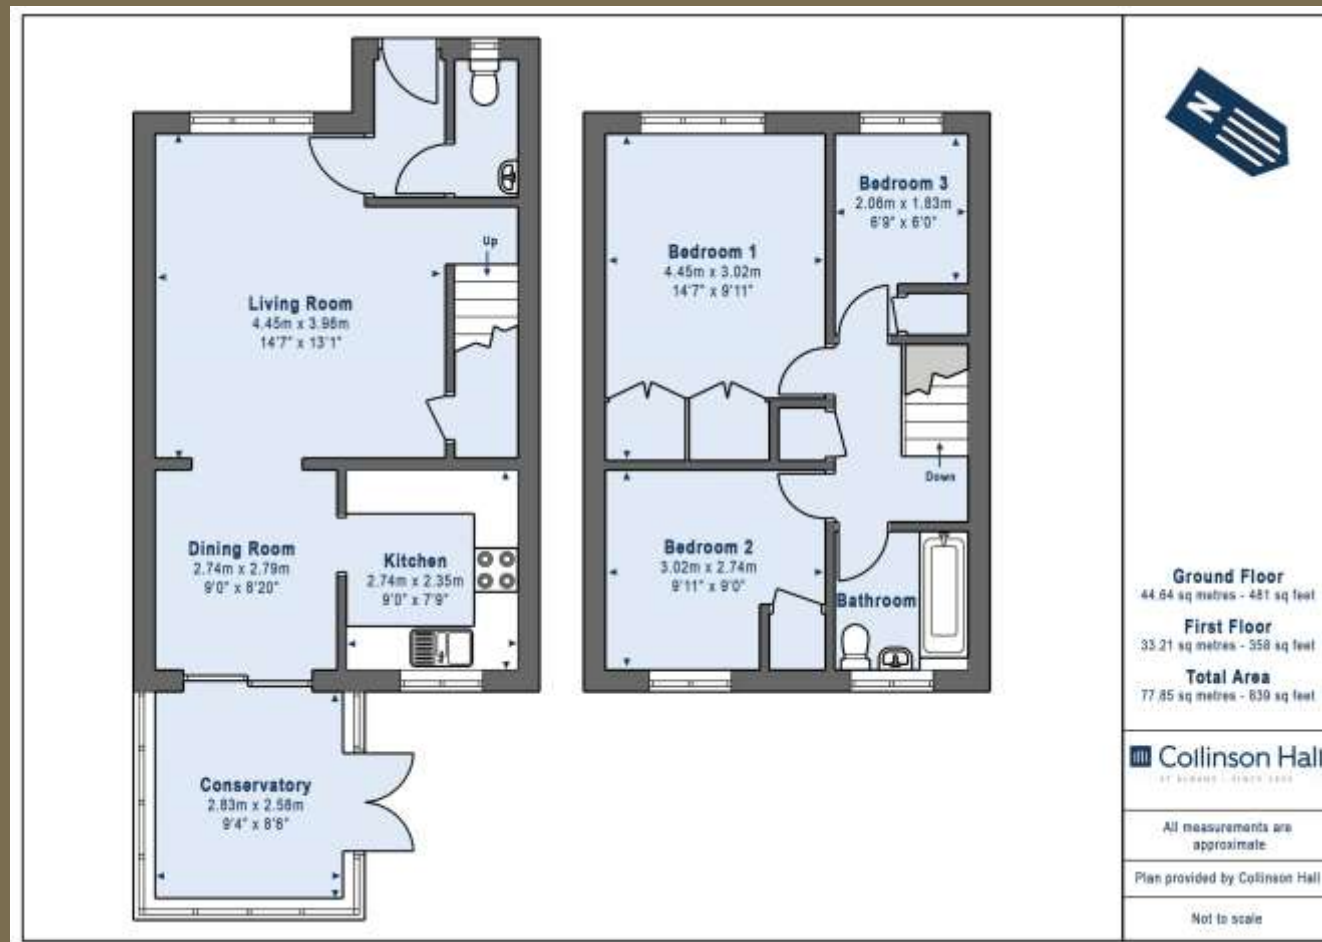 Up
Living Room
4.45m x 3.98m
14'7" x 13'1"
Dining Room
2.74m x 2.79m
9'0" x 8'20"
Kitchen
2.74m x 2.35m
9'0" x 7'9"
Conservatory
2.83m x 2.58m
9'4" x 8'6"
Bedroom 1
4.45m x 3.02m
14'7" x 9'11"
Bedroom 3
2.06m x 1.83m
6'9" x 6'0"
Down
Bedroom 2
3.02m x 2.74m
9'11" x 9'0"
Bathroom
N
Ground Floor
44.64 sq metres - 481 sq feet
First Floor
33.21 sq metres - 358 sq feet
Total Area
77.85 sq metres - 839 sq feet
Collinson Hall
ST ALBANS - SINCE
All measurements are
approximate
Plan provided by Collinson Hall
Not to scale